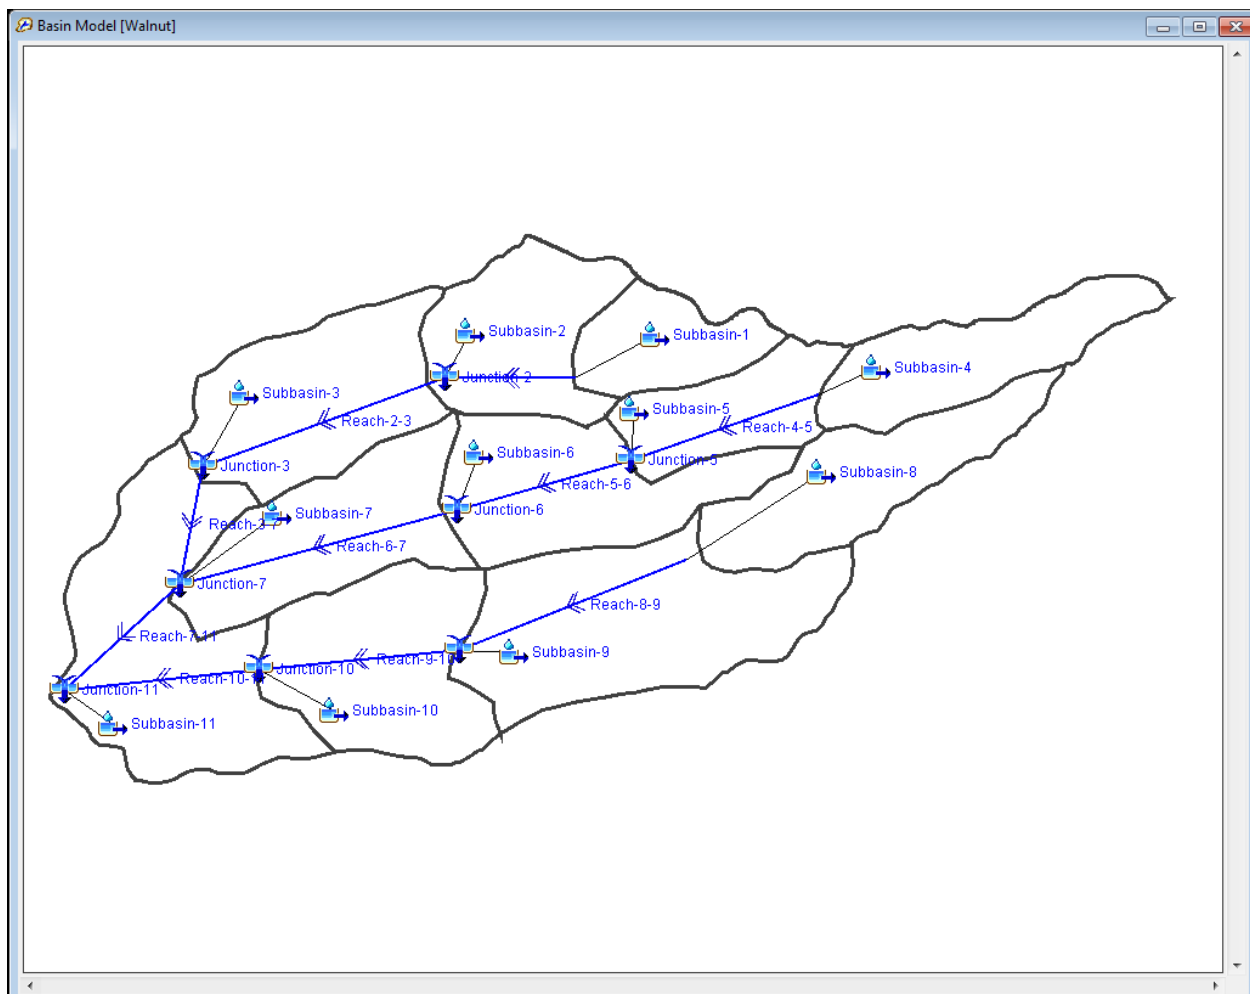 Basin Model [Walnut]
Subbasin-2
Subbasin-1
Subbasin-4
Junction-2
Subbasin-3
Subbasin-5
Reach-2-3
Reach-4-5
Subbasin-6
Junction-5
Junction-3
Subbasin-8
Reach-5-6
Junction-6
Subbasin-7
Reach-3-7
Reach-6-7
Junction-7
Reach-8-9
Reach-7-11
Subbasin-9
Reach-9-10
Junction-10
Reach-10-11
Junction-11
Subbasin-10
Subbasin-11